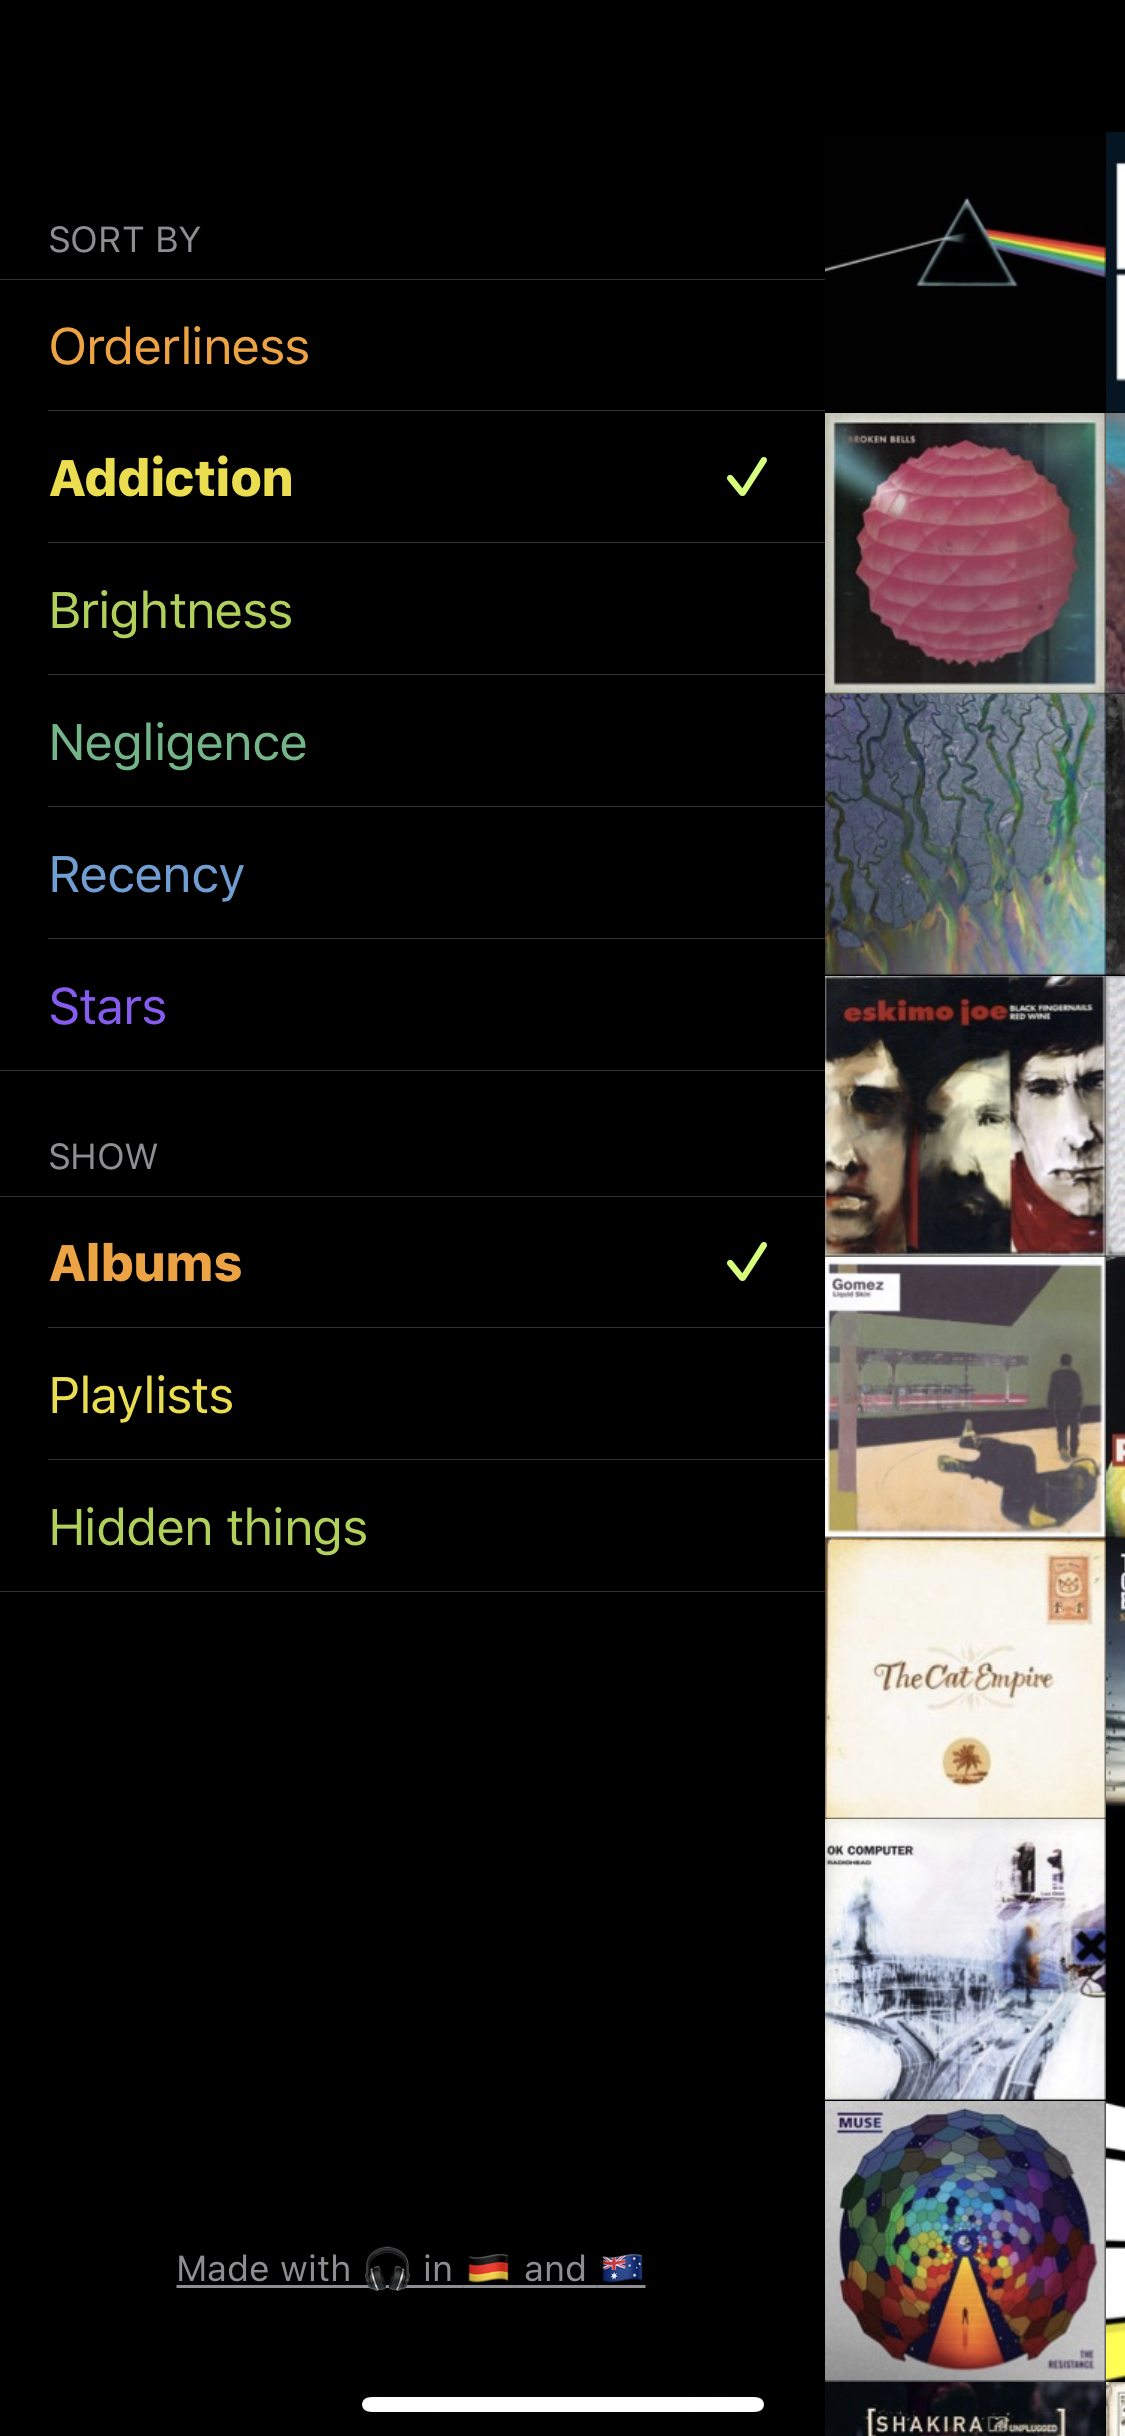 SORT BY
Orderliness
Addiction
Brightness
Negligence
Recency
Stars
SHOW
Albums
Playlists
Hidden things
Made with 🎧 in 🇩🇪 and 🇦🇺
BROKEN BELLS
eskimo joe BLACK FINGERNAILS
RED WINE
Gomez
Liquid Skin
The Cat Empire
OK COMPUTER
RADIOHEAD
MUSE
THE
RESISTANCE
[SHAKIRA MTV UNPLUGGED]